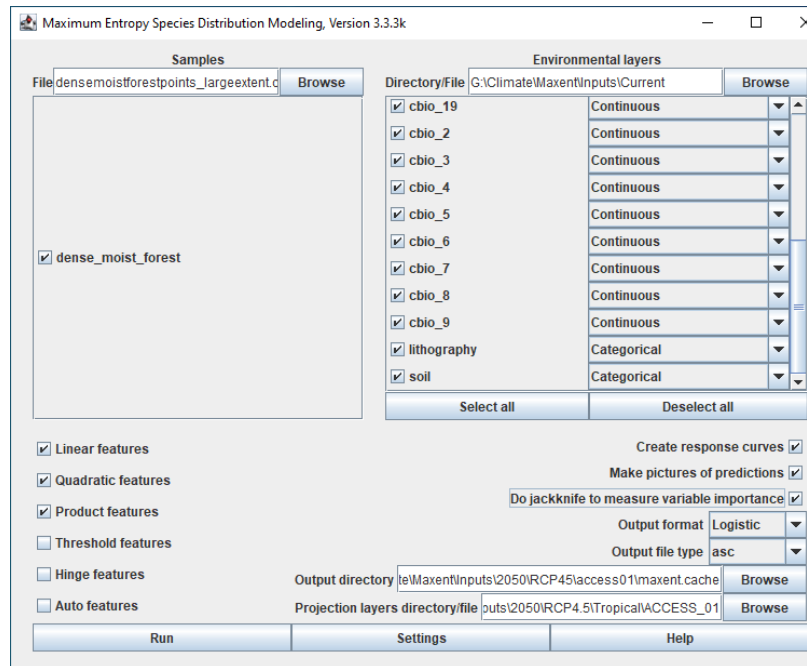 Maximum Entropy Species Distribution Modeling, Version 3.3.3k
Samples
File densemoistforestpoints_largeextent.c Browse
dense_moist_forest
Environmental layers
Directory/File G:\Climate\Maxent\Inputs\Current Browse
cbio_19 Continuous
cbio_2 Continuous
cbio_3 Continuous
cbio_4 Continuous
cbio_5 Continuous
cbio_6 Continuous
cbio_7 Continuous
cbio_8 Continuous
cbio_9 Continuous
lithography Categorical
soil Categorical
Select all Deselect all
Linear features
Quadratic features
Product features
Threshold features
Hinge features
Auto features
Create response curves
Make pictures of predictions
Do jackknife to measure variable importance
Output format Logistic
Output file type asc
Output directory te\Maxent\Inputs\2050\RCP45\access01\maxent.cache Browse
Projection layers directory/file puts\2050\RCP4.5\Tropical\ACCESS_01 Browse
Run Settings Help